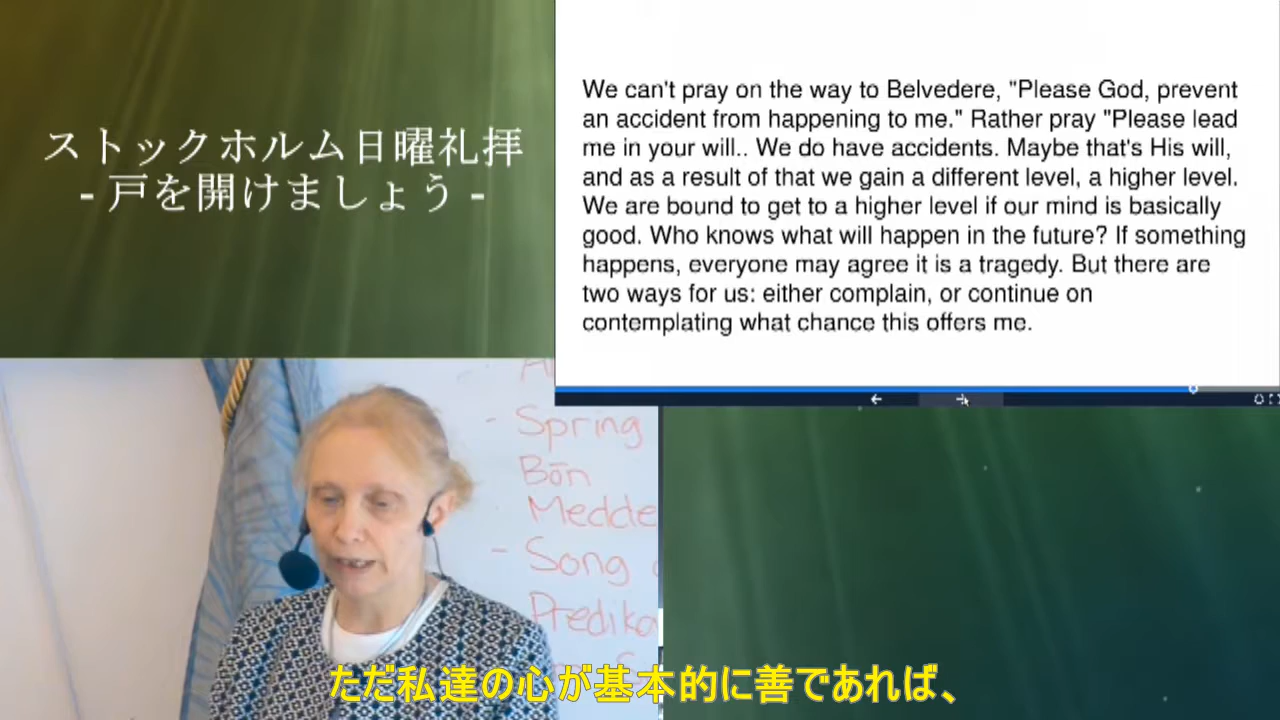 ストックホルム日曜礼拝
- 戸を開けましょう -
We can't pray on the way to Belvedere, "Please God, prevent
an accident from happening to me." Rather pray "Please lead
me in your will.. We do have accidents. Maybe that's His will,
and as a result of that we gain a different level, a higher level.
We are bound to get to a higher level if our mind is basically
good. Who knows what will happen in the future? If something
happens, everyone may agree it is a tragedy. But there are
two ways for us: either complain, or continue on
contemplating what chance this offers me.
- Spring
Bön
Medde
- Song
Predika
ただ私達の心が基本的に善であれば、